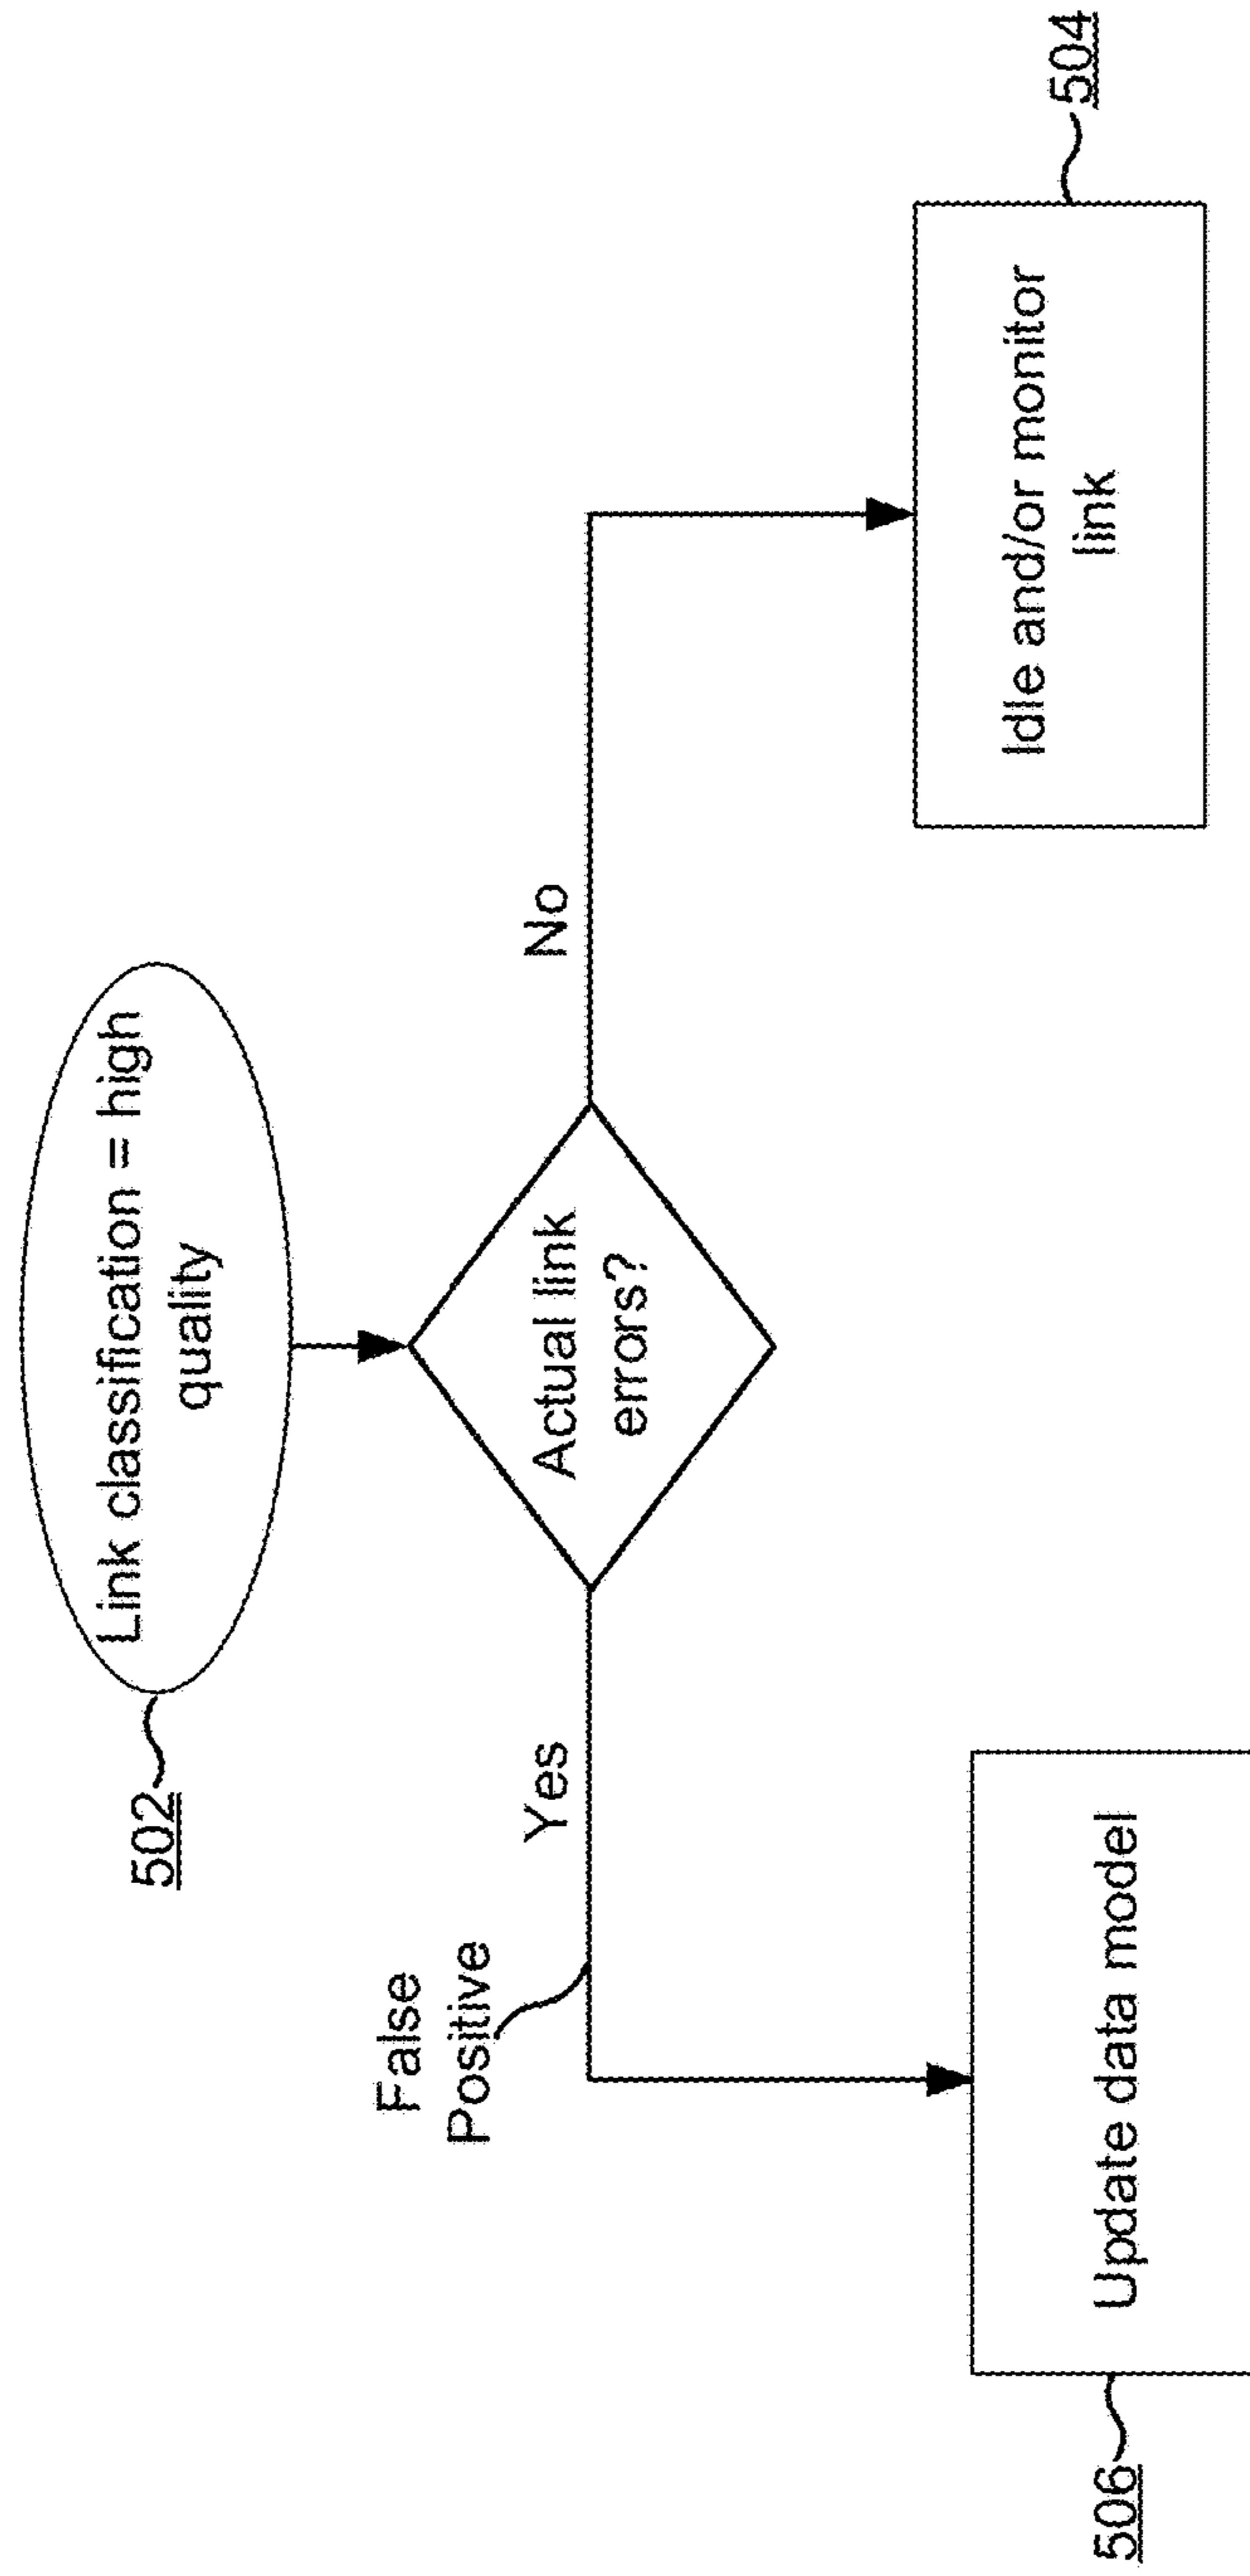 502
Link classification = high
quality
False
Positive
Yes
Actual link
errors?
No
506
Update data model
Idle and/or monitor
link
504